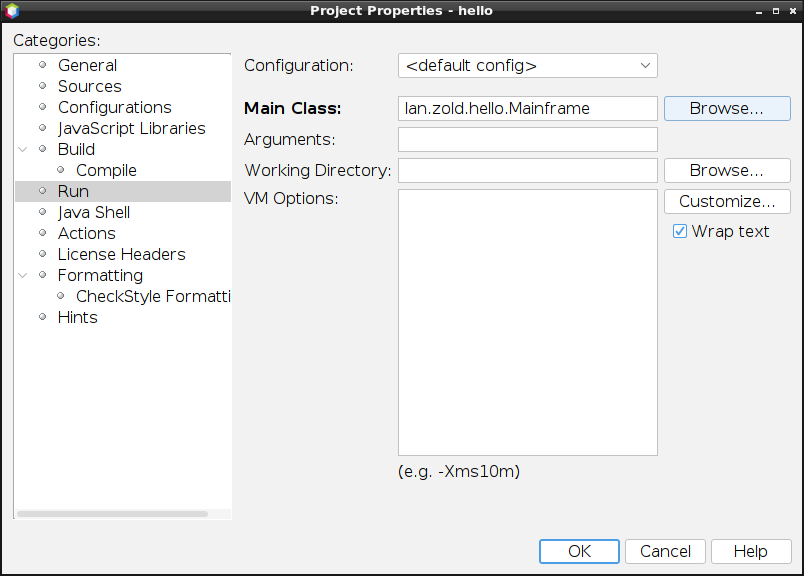 Project Properties - hello
Categories:
General
Sources
Configurations
JavaScript Libraries
Build
Compile
Run
Java Shell
Actions
License Headers
Formatting
CheckStyle Formatti
Hints
Configuration:
<default config>
Main Class:
lan.zold.hello.Mainframe
Browse...
Arguments:
Working Directory:
Browse...
VM Options:
Customize...
Wrap text
(e.g. -Xms10m)
OK
Cancel
Help